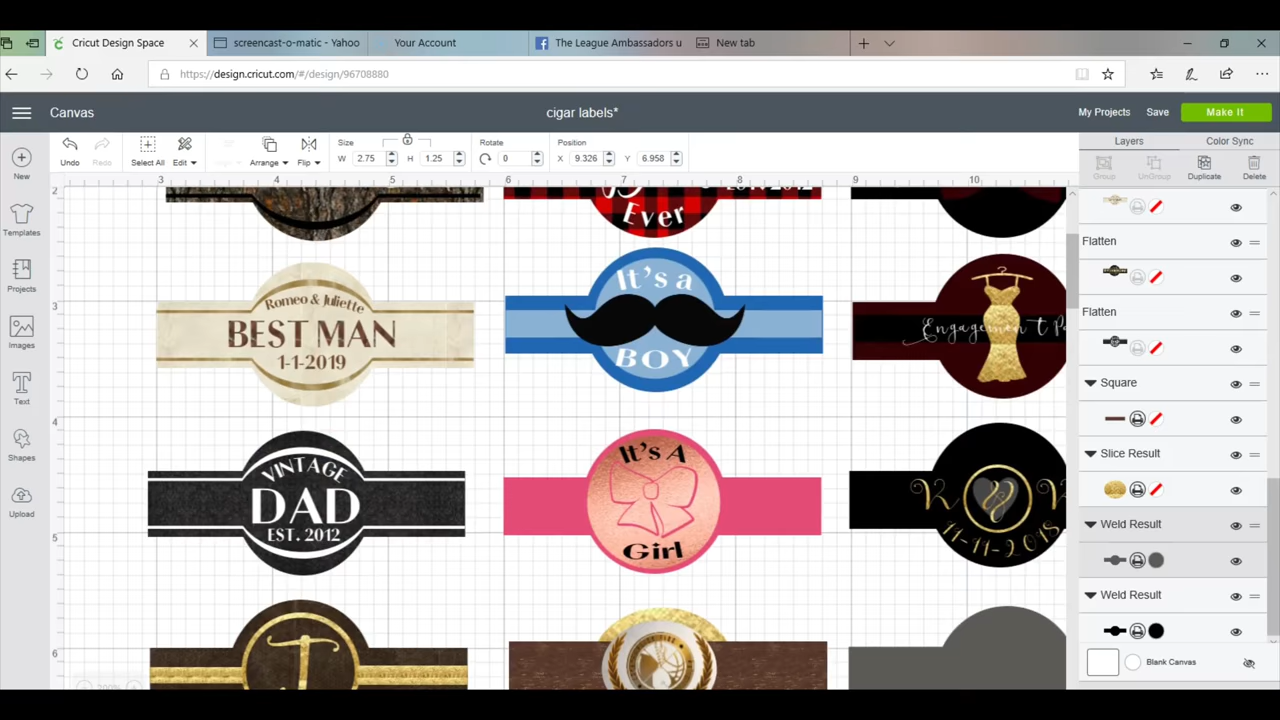 Cricut Design Space
screencast-o-matic - Yahoo
Your Account
The League Ambassadors u
New tab
https://design.cricut.com/#/design/96708880
Canvas
cigar labels*
My Projects
Save
Make It
Undo
Redo
Select All
Edit
Align
Arrange
Flip
Size
W 2.75
H 1.25
Rotate
0
Position
X 9.326
Y 6.958
Layers
Color Sync
Group
UnGroup
Duplicate
Delete
New
Templates
Projects
Images
Text
Shapes
Upload
3 4 5 6 7 8 9 10
2
3
4
5
6
Ever
Romeo & Juliette
BEST MAN
1-1-2019
It's a
BOY
Engagement Pa
VINTAGE
DAD
EST. 2012
It's A
Girl
K K
11-11-2018
J
200%
Flatten
Flatten
Square
Slice Result
Weld Result
Weld Result
Blank Canvas